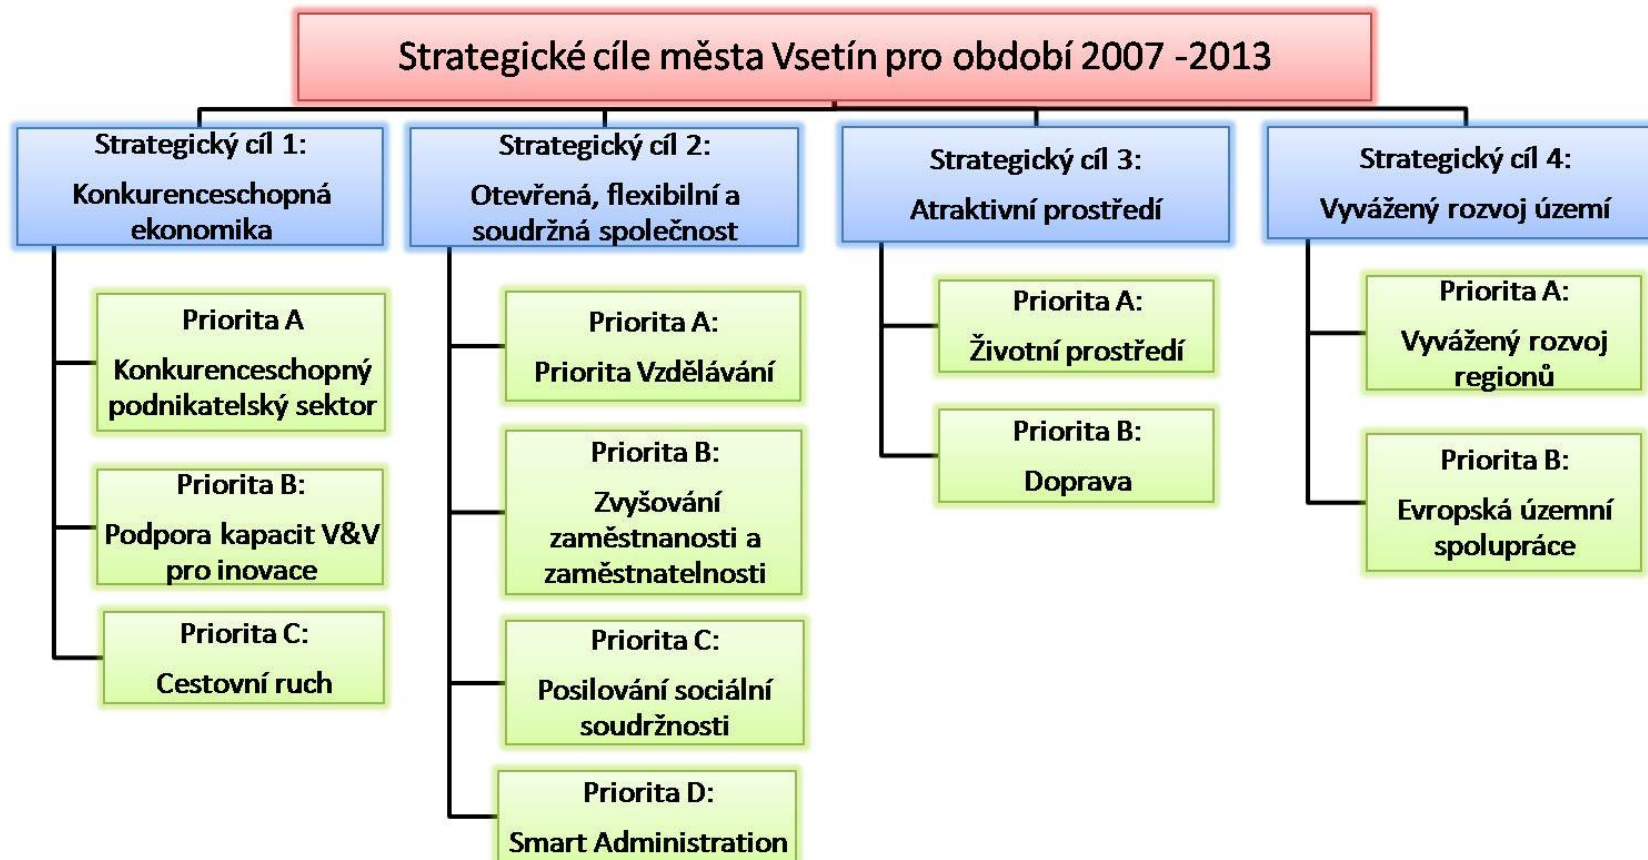 Strategické cíle města Vsetín pro období 2007 -2013
Strategický cíl 1:
Konkurenceschopná
ekonomika
Priorita A
Konkurenceschopný
podnikatelský sektor
Priorita B:
Podpora kapacit V&V
pro inovace
Priorita C:
Cestovní ruch
Strategický cíl 2:
Otevřená, flexibilní a
soudržná společnost
Priorita A:
Priorita Vzdělávání
Priorita B:
Zvyšování
zaměstnanosti a
zaměstnatelnosti
Priorita C:
Posilování sociální
soudržnosti
Priorita D:
Smart Administration
Strategický cíl 3:
Atraktivní prostředí
Priorita A:
Životní prostředí
Priorita B:
Doprava
Strategický cíl 4:
Vyvážený rozvoj území
Priorita A:
Vyvážený rozvoj
regionů
Priorita B:
Evropská územní
spolupráce